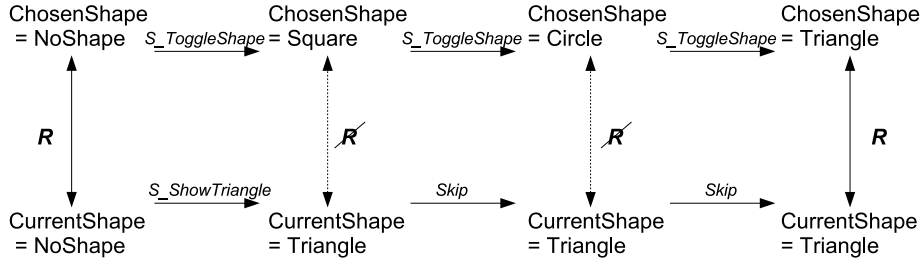 ChosenShape
= NoShape
S_ToggleShape
ChosenShape
= Square
S_ToggleShape
ChosenShape
= Circle
S_ToggleShape
ChosenShape
= Triangle
R
R
R
R
CurrentShape
= NoShape
S_ShowTriangle
CurrentShape
= Triangle
Skip
CurrentShape
= Triangle
Skip
CurrentShape
= Triangle